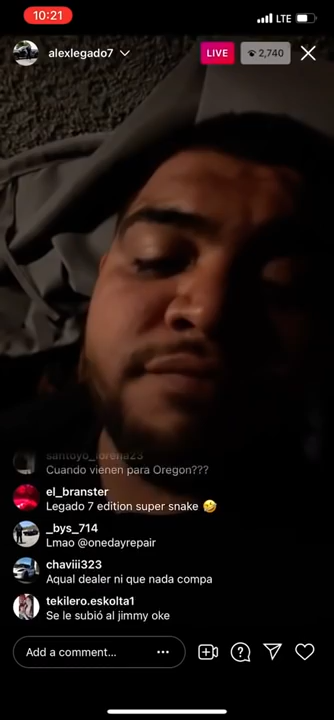 10:21
LTE
alexlegado7
LIVE
2,740
santoyo_lorena23
Cuando vienen para Oregon???
el_branster
Legado 7 edition super snake 🤣
_bys_714
Lmao @onedayrepair
chaviii323
Aqual dealer ni que nada compa
tekilero.eskolta1
Se le subió al jimmy oke
Add a comment...